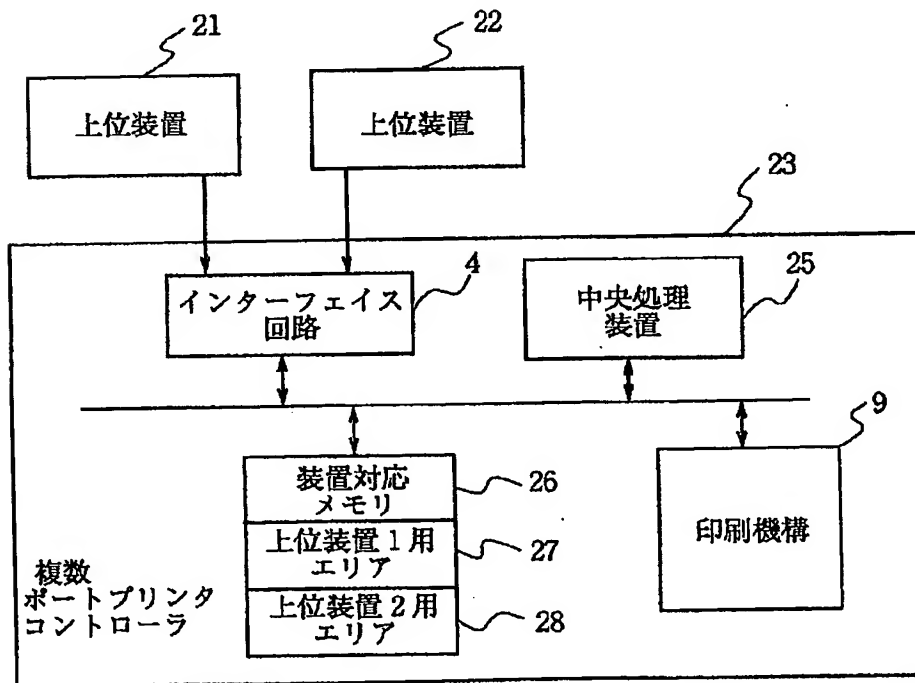 21
22
上位装置
上位装置
23
4
インターフェイス
回路
25
中央処理
装置
9
装置対応
メモリ
26
上位装置1用
エリア
27
上位装置2用
エリア
28
印刷機構
複数
ポートプリンタ
コントローラ